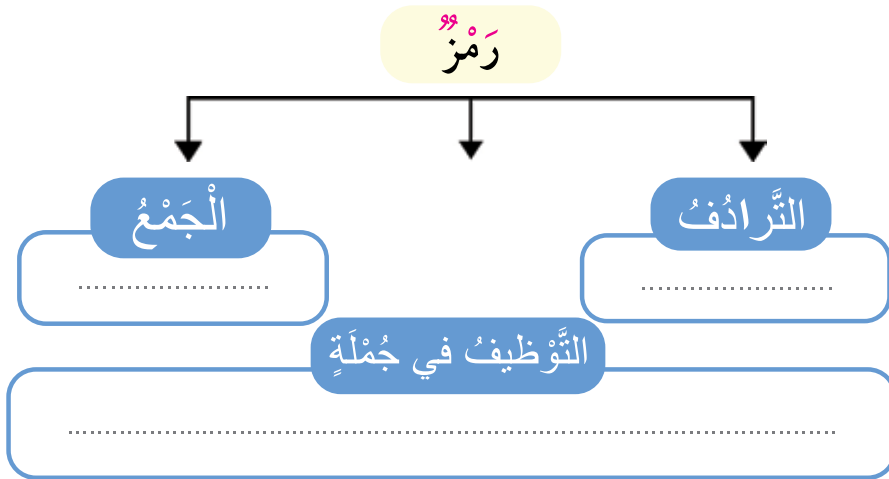 رَمْزٌ
التَّرادُفُ
الْجَمْعُ
التَّوْظيفُ في جُمْلَةٍ